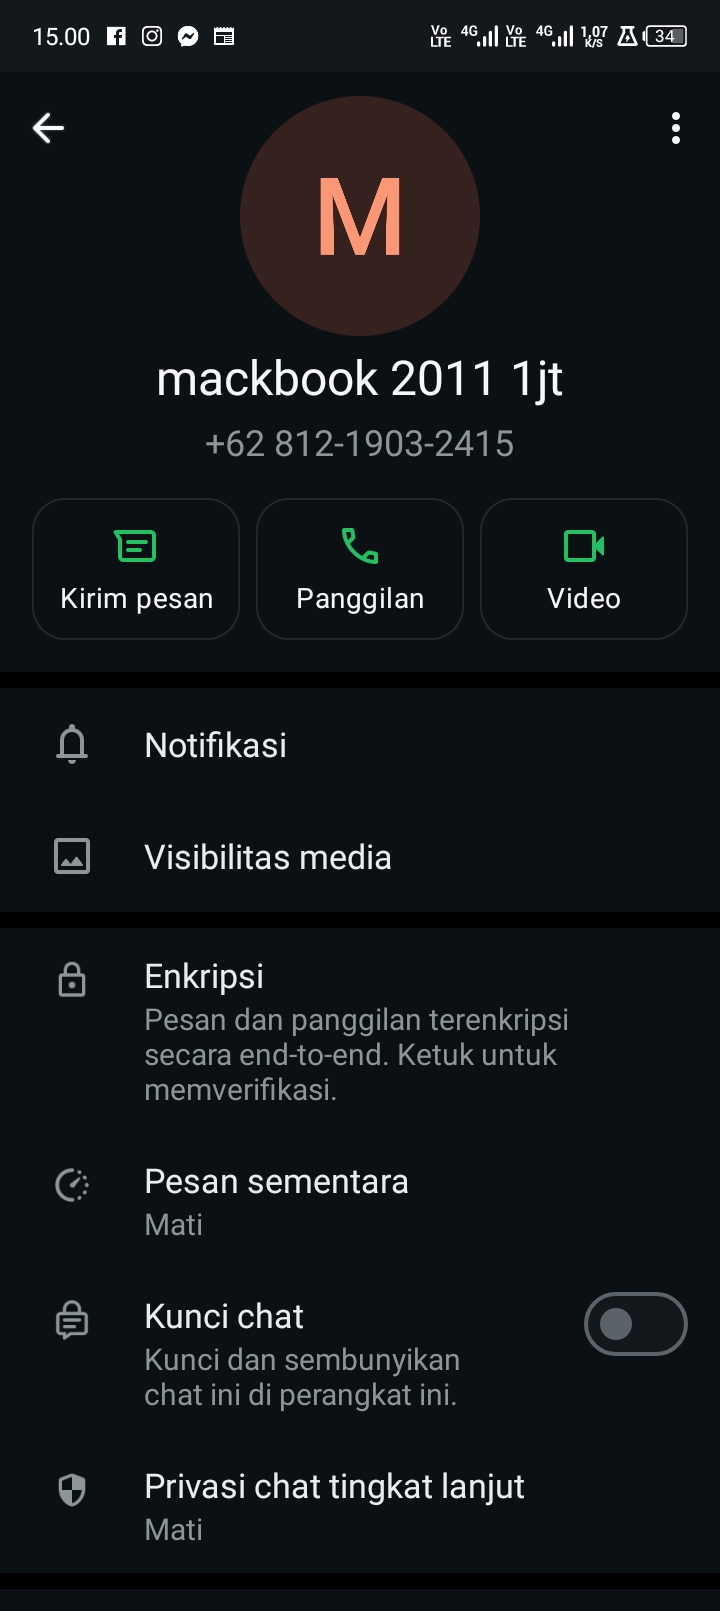 15.00
Vo LTE 4G Vo LTE 4G 1,07 K/S 34
M
mackbook 2011 1jt
+62 812-1903-2415
Kirim pesan Panggilan Video
Notifikasi
Visibilitas media
Enkripsi
Pesan dan panggilan terenkripsi
secara end-to-end. Ketuk untuk
memverifikasi.
Pesan sementara
Mati
Kunci chat
Kunci dan sembunyikan
chat ini di perangkat ini.
Privasi chat tingkat lanjut
Mati